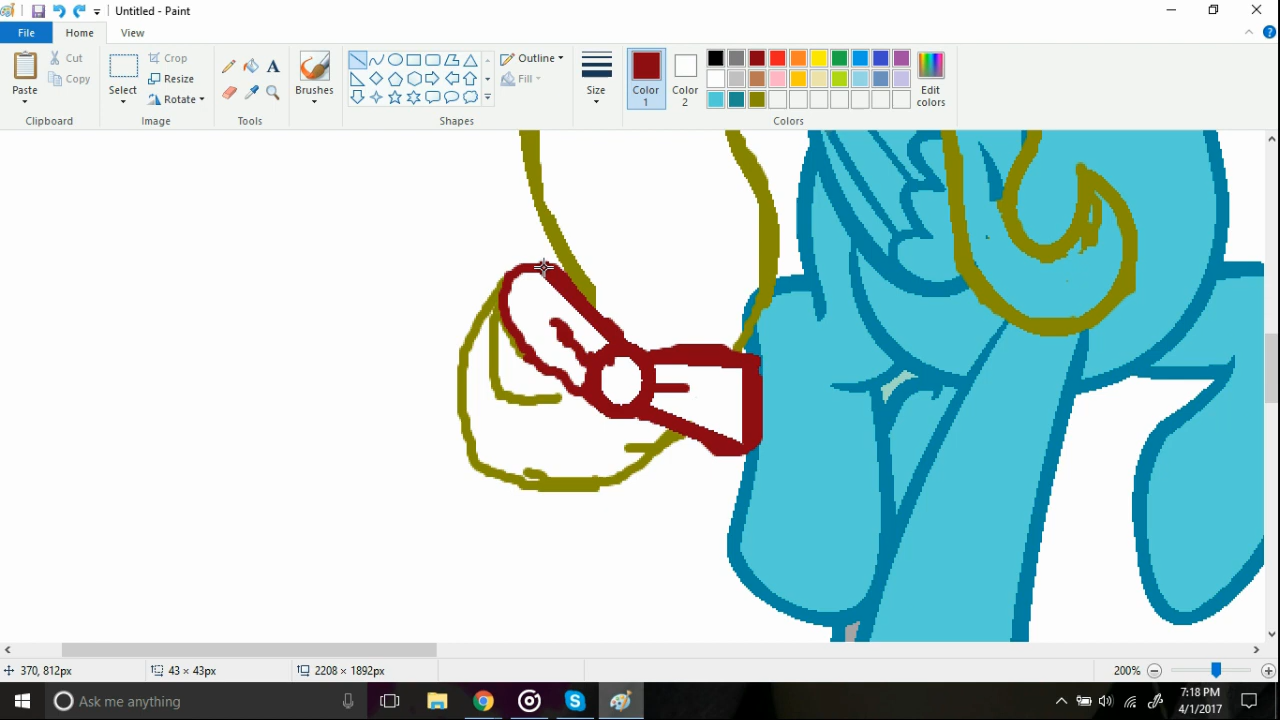 Untitled - Paint
File
Home
View
Paste
Cut
Copy
Clipboard
Select
Crop
Resize
Rotate
Image
A
Tools
Brushes
Shapes
Outline
Fill
Size
Color 1
Color 2
Edit colors
Colors
370, 812px
43 × 43px
2208 × 1892px
200%
Ask me anything
7:18 PM
4/1/2017